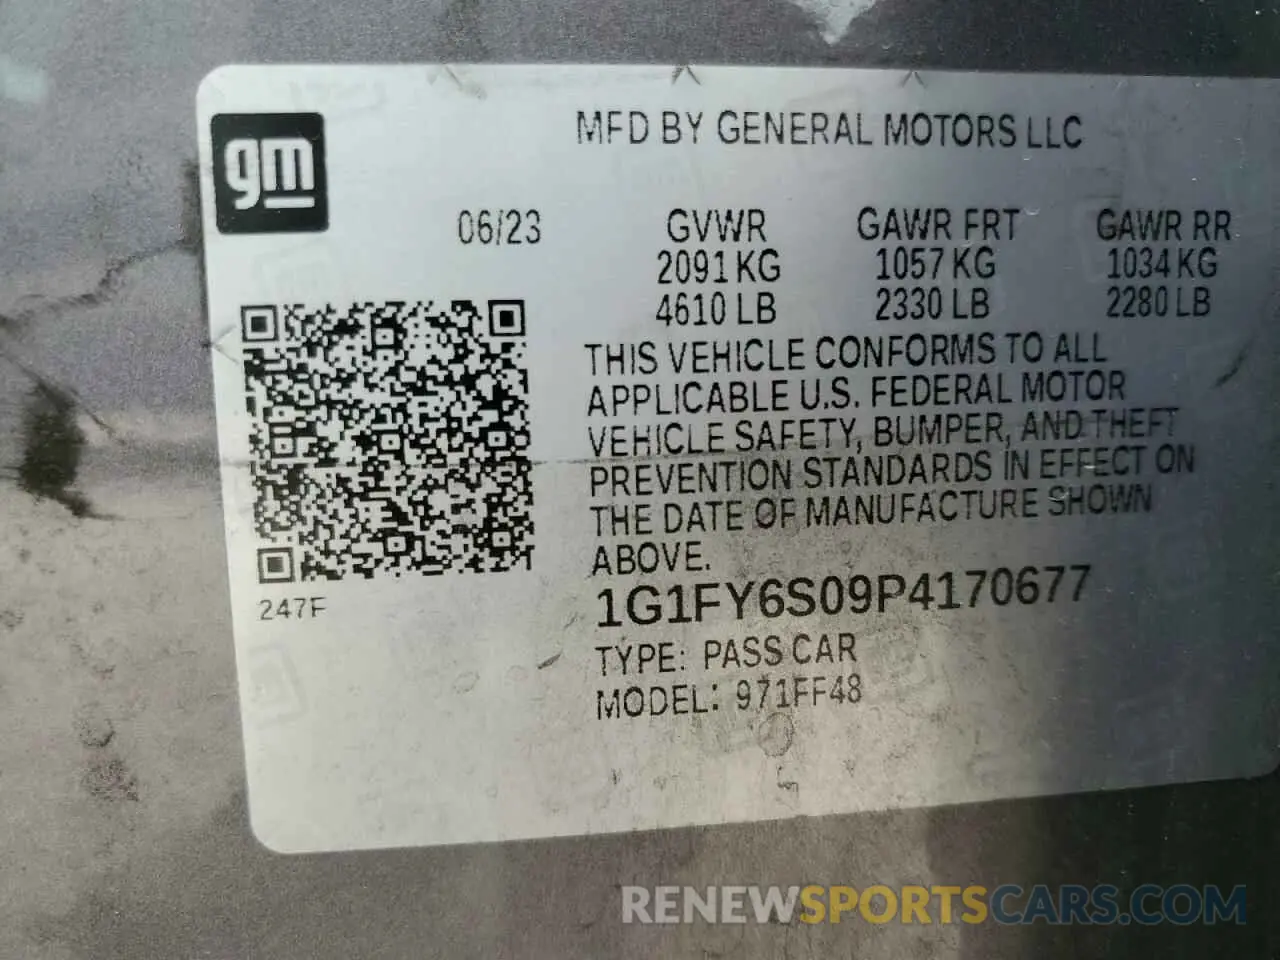 gm
MFD BY GENERAL MOTORS LLC
06/23 GVWR GAWR FRT GAWR RR
2091 KG 1057 KG 1034 KG
4610 LB 2330 LB 2280 LB
THIS VEHICLE CONFORMS TO ALL
APPLICABLE U.S. FEDERAL MOTOR
VEHICLE SAFETY, BUMPER, AND THEFT
PREVENTION STANDARDS IN EFFECT ON
THE DATE OF MANUFACTURE SHOWN
ABOVE.
247F
1G1FY6S09P4170677
TYPE: PASS CAR
MODEL: 971FF48
RENEWSPORTSCARS.COM